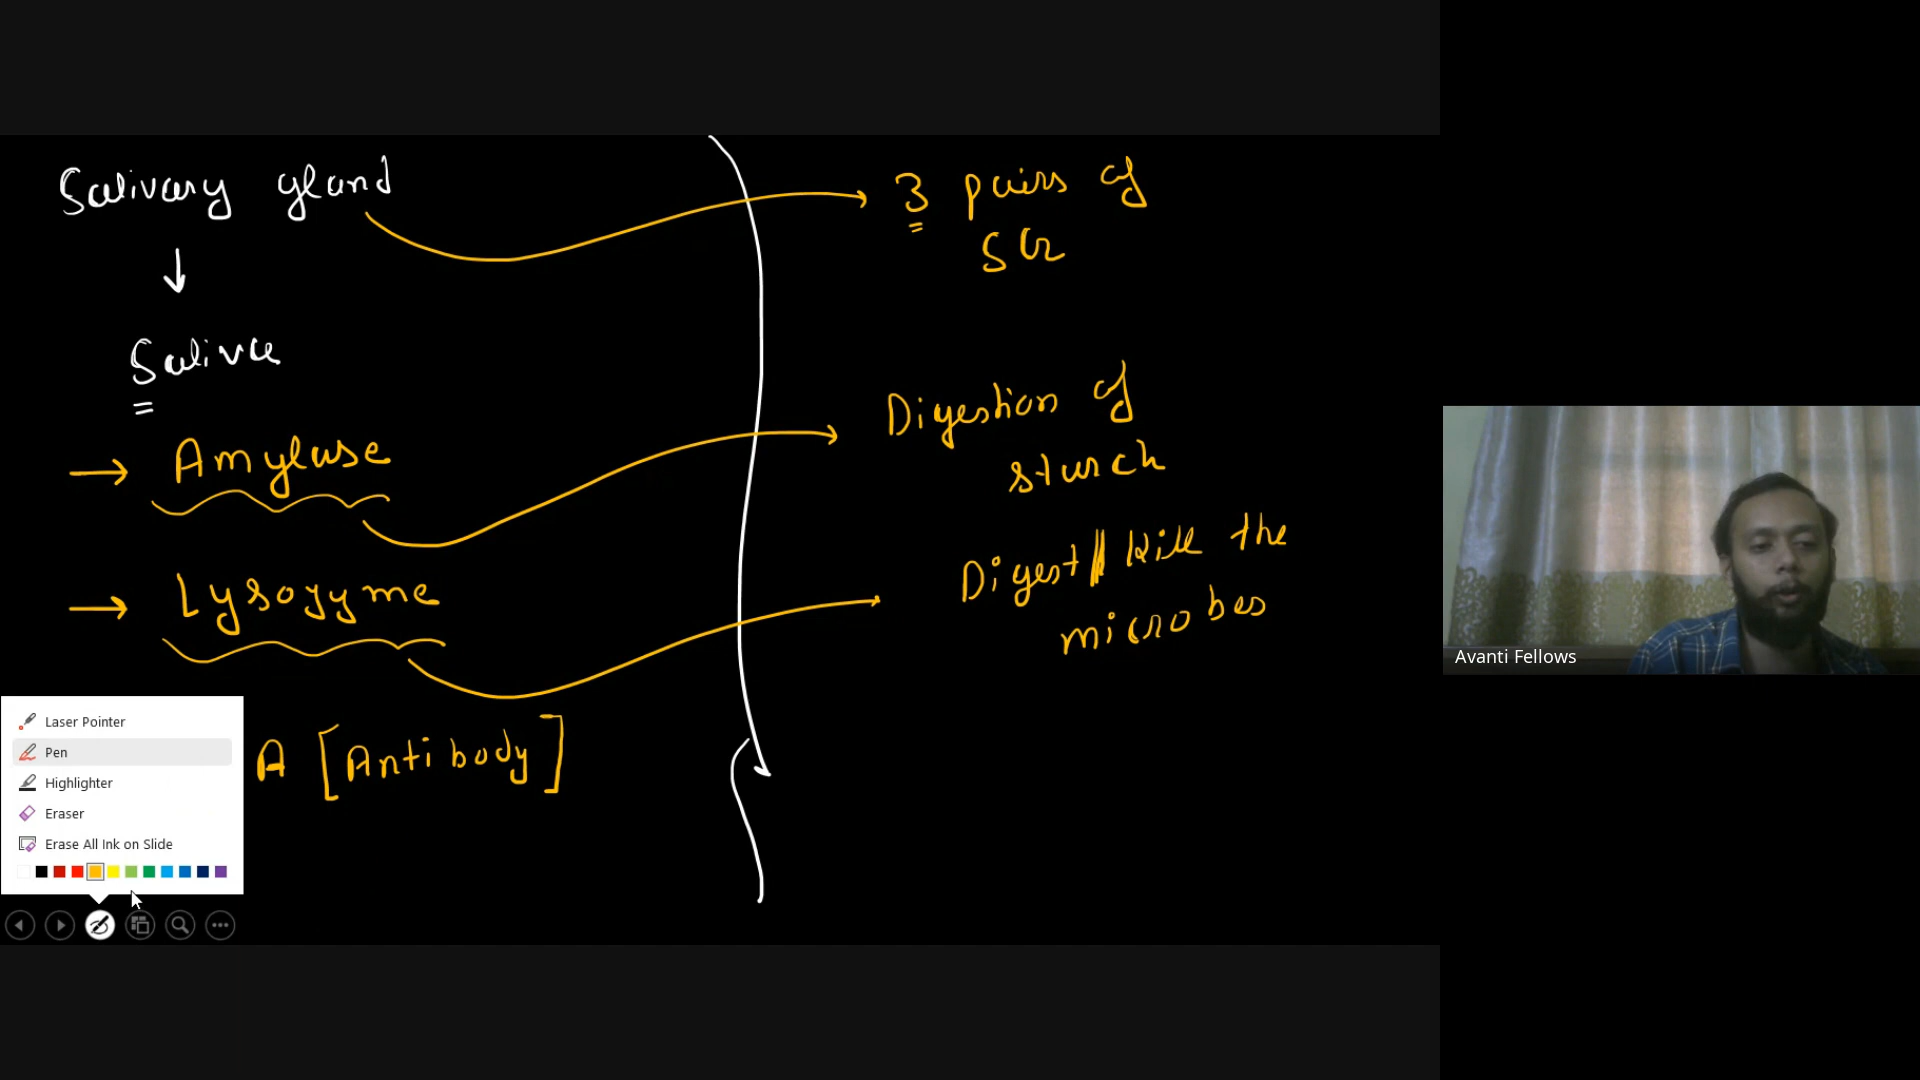 Salivary gland
3 pairs of
SG
Saliva
Amylase
Digestion of
starch
Lysozyme
Digest / kill the
microbes
A [Antibody]
Laser Pointer
Pen
Highlighter
Eraser
Erase All Ink on Slide
Avanti Fellows